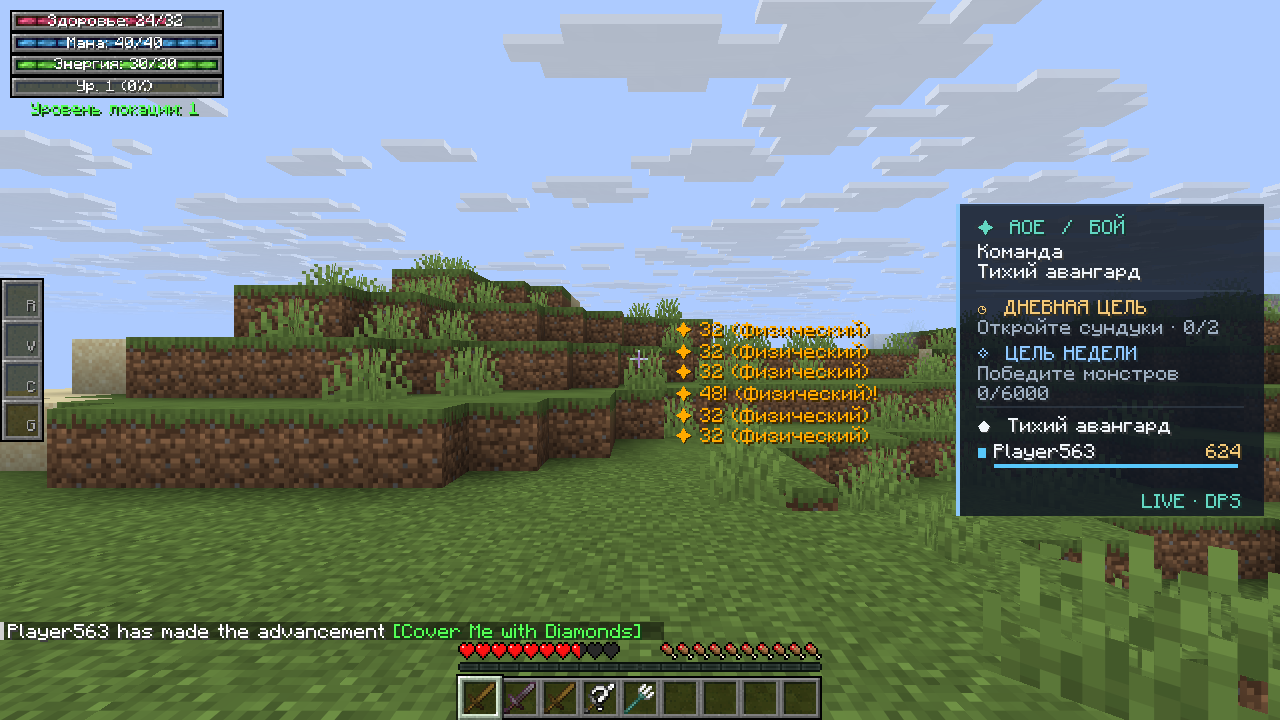 Здоровье: 24/32
Мана: 40/40
Энергия: 30/30
Ур. 1 (0%)
Уровень локации: 1
R
V
C
G
✦ 32 (Физический)
✦ 32 (Физический)
✦ 32 (Физический)
✦ 48! (Физический)!
✦ 32 (Физический)
✦ 32 (Физический)
✦ AOE / БОЙ
Команда
Тихий авангард
ДНЕВНАЯ ЦЕЛЬ
Откройте сундуки · 0/2
ЦЕЛЬ НЕДЕЛИ
Победите монстров
0/6000
Тихий авангард
Player563 624
LIVE · DPS
Player563 has made the advancement [Cover Me with Diamonds]